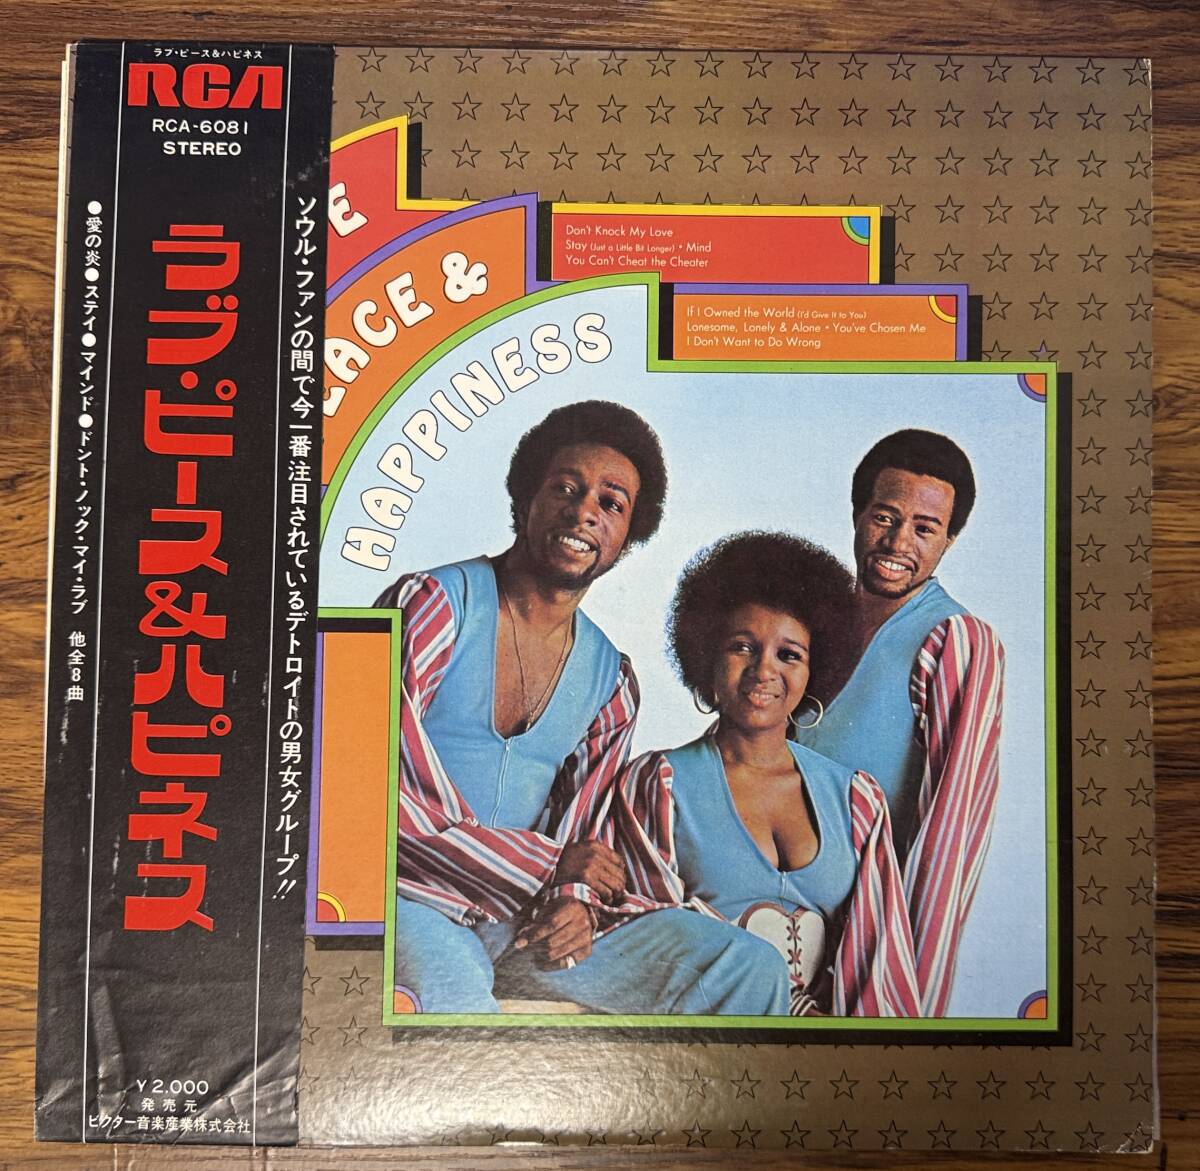 ラブ・ピース&ハピネス
RCA
RCA-6081
STEREO
ラブ・ピース&ハピネス
ソウル・ファンの間で今一番注目されているデトロイトの男女グループ!!
●愛の炎●ステイ●マインド●ドント・ノック・マイ・ラブ 他全8曲
¥2,000
発売元
ビクター音楽産業株式会社
E
EACE &
HAPPINESS
Don't Knock My Love
Stay (Just a Little Bit Longer) • Mind
You Can't Cheat the Cheater
If I Owned the World (I'd Give It to You)
Lonesome, Lonely & Alone • You've Chosen Me
I Don't Want to Do Wrong